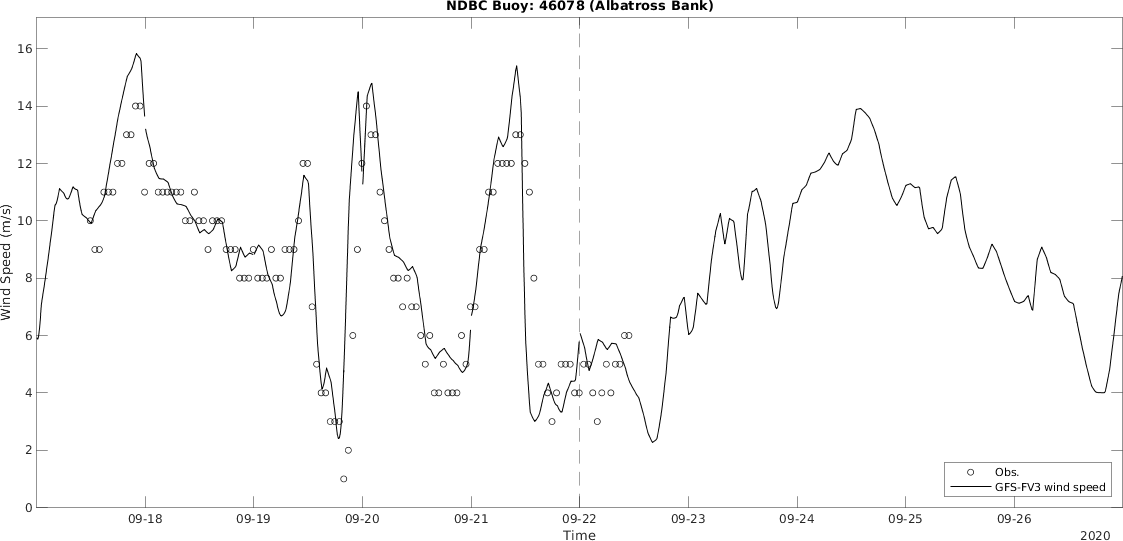 NDBC Buoy: 46078 (Albatross Bank)
16
14
12
10
8
6
4
2
0
Wind Speed (m/s)
Obs.
GFS-FV3 wind speed
09-18 09-19 09-20 09-21 09-22 09-23 09-24 09-25 09-26
Time
2020